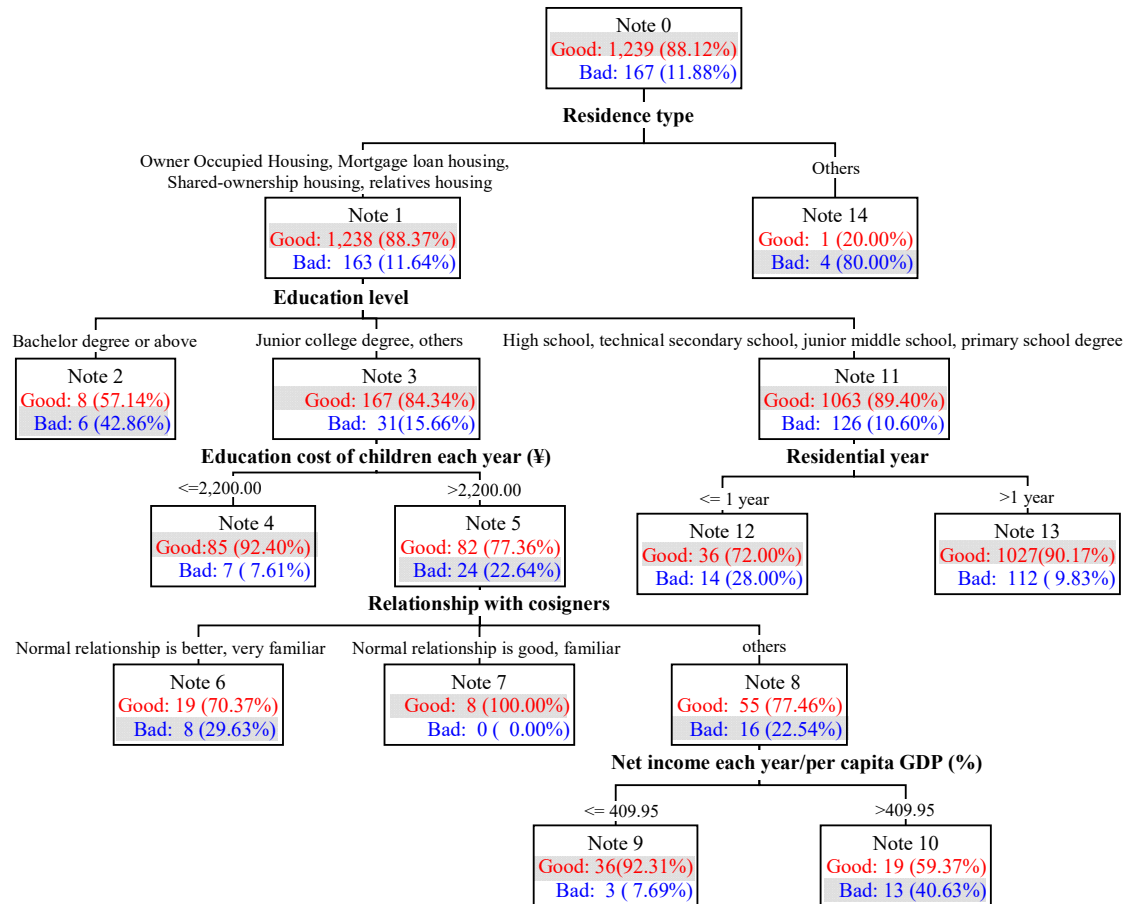 Note 0
Good: 1,239 (88.12%)
Bad: 167 (11.88%)
Residence type
Owner Occupied Housing, Mortgage loan housing,
Shared-ownership housing, relatives housing
Others
Note 1
Good: 1,238 (88.37%)
Bad: 163 (11.64%)
Note 14
Good: 1 (20.00%)
Bad: 4 (80.00%)
Education level
Bachelor degree or above
Junior college degree, others
High school, technical secondary school, junior middle school, primary school degree
Note 2
Good: 8 (57.14%)
Bad: 6 (42.86%)
Note 3
Good: 167 (84.34%)
Bad: 31(15.66%)
Note 11
Good: 1063 (89.40%)
Bad: 126 (10.60%)
Education cost of children each year (¥)
Residential year
<=2,200.00
>2,200.00
<= 1 year
>1 year
Note 4
Good:85 (92.40%)
Bad: 7 ( 7.61%)
Note 5
Good: 82 (77.36%)
Bad: 24 (22.64%)
Note 12
Good: 36 (72.00%)
Bad: 14 (28.00%)
Note 13
Good: 1027(90.17%)
Bad: 112 ( 9.83%)
Relationship with cosigners
Normal relationship is better, very familiar
Normal relationship is good, familiar
others
Note 6
Good: 19 (70.37%)
Bad: 8 (29.63%)
Note 7
Good: 8 (100.00%)
Bad: 0 ( 0.00%)
Note 8
Good: 55 (77.46%)
Bad: 16 (22.54%)
Net income each year/per capita GDP (%)
<= 409.95
>409.95
Note 9
Good: 36(92.31%)
Bad: 3 ( 7.69%)
Note 10
Good: 19 (59.37%)
Bad: 13 (40.63%)